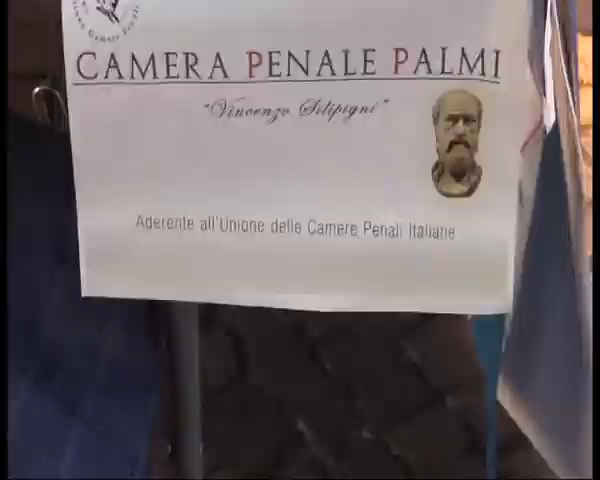 CAMERA PENALE PALMI
"Vincenzo Silipigni"
Aderente all'Unione delle Camere Penali Italiane